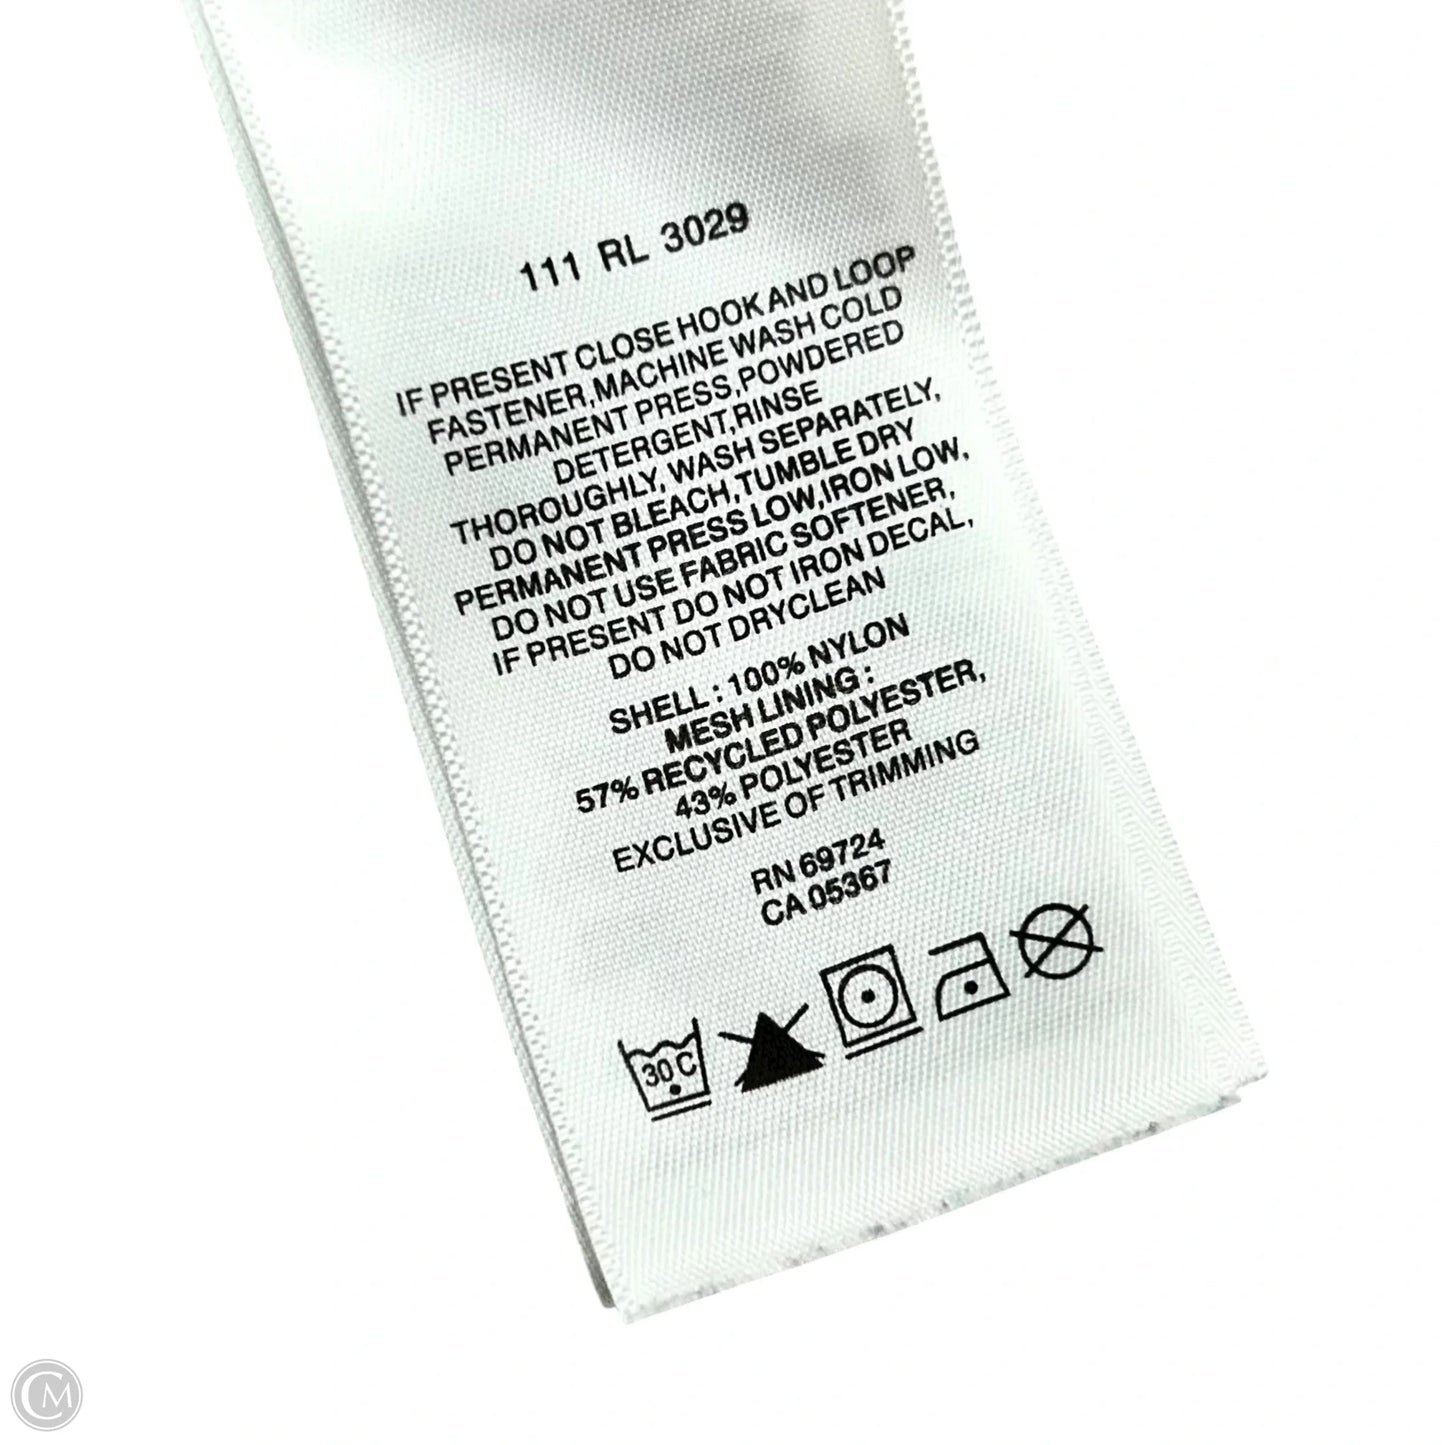 111 RL 3029
IF PRESENT CLOSE HOOK AND LOOP
FASTENER,MACHINE WASH COLD
PERMANENT PRESS,POWDERED
DETERGENT,RINSE
THOROUGHLY, WASH SEPARATELY,
DO NOT BLEACH,TUMBLE DRY
PERMANENT PRESS LOW,IRON LOW,
DO NOT USE FABRIC SOFTENER,
IF PRESENT DO NOT IRON DECAL,
DO NOT DRYCLEAN
SHELL : 100% NYLON
MESH LINING :
57% RECYCLED POLYESTER,
43% POLYESTER
EXCLUSIVE OF TRIMMING
RN 69724
CA 05367
30 C
CM